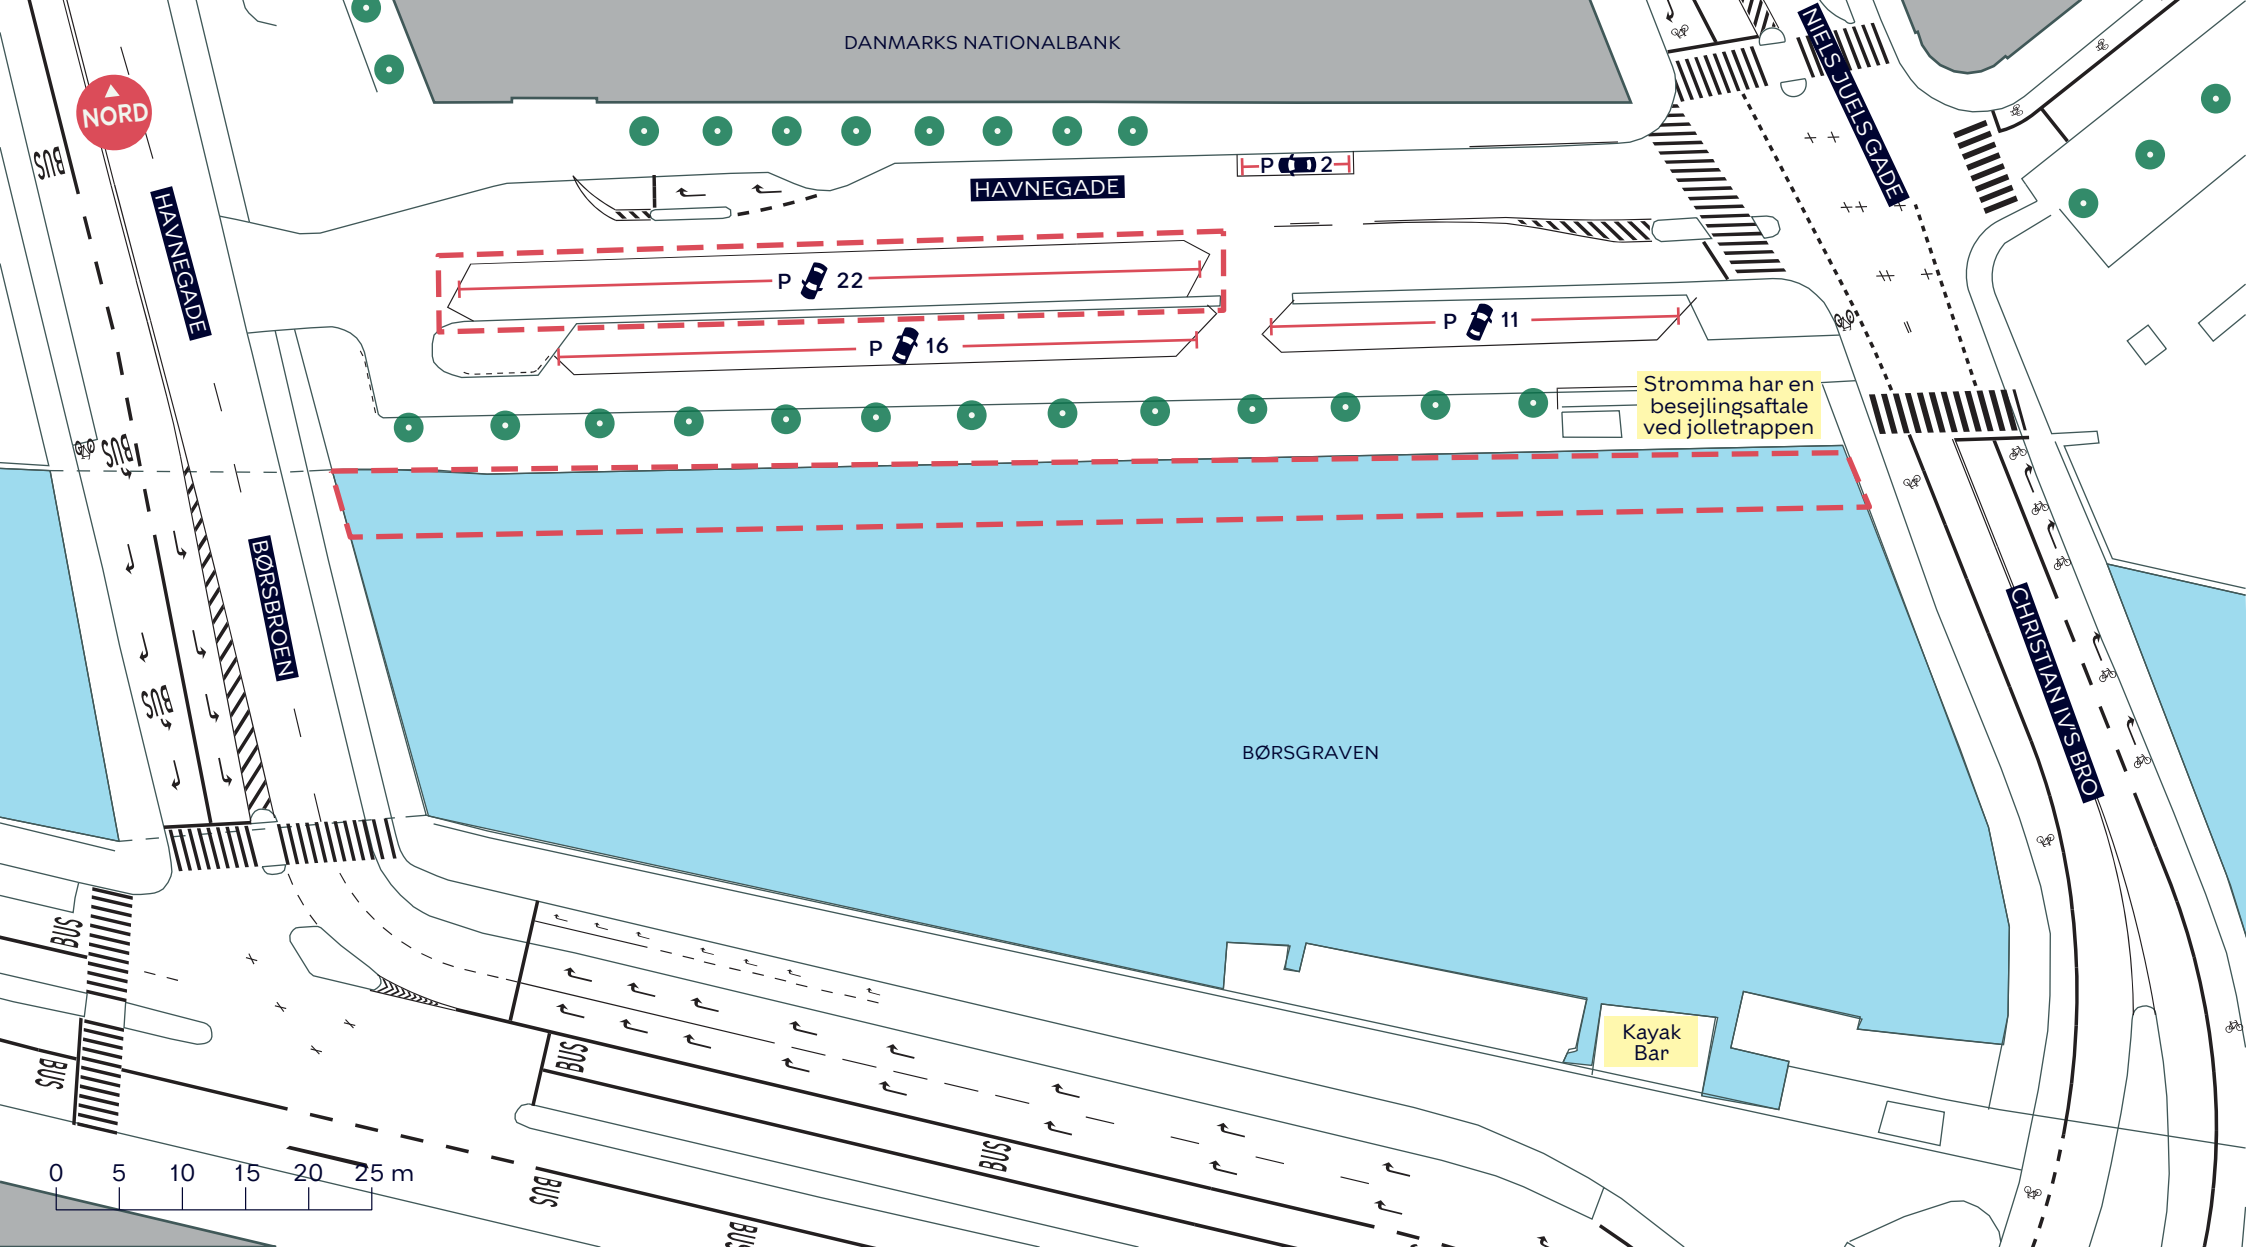 DANMARKS NATIONALBANK
NIELS JUELS GADE
NORD
BUS
HAVNEGADE
HAVNEGADE
P 2
P 22
P 16
P 11
Stromma har en
besejlingsaftale
ved jolletrappen
BUS
BØRSBROEN
CHRISTIAN IV'S BRO
BUS
BØRSGRAVEN
BUS
BUS
BUS
Kayak
Bar
BUS
BUS
BUS
0 5 10 15 20 25 m